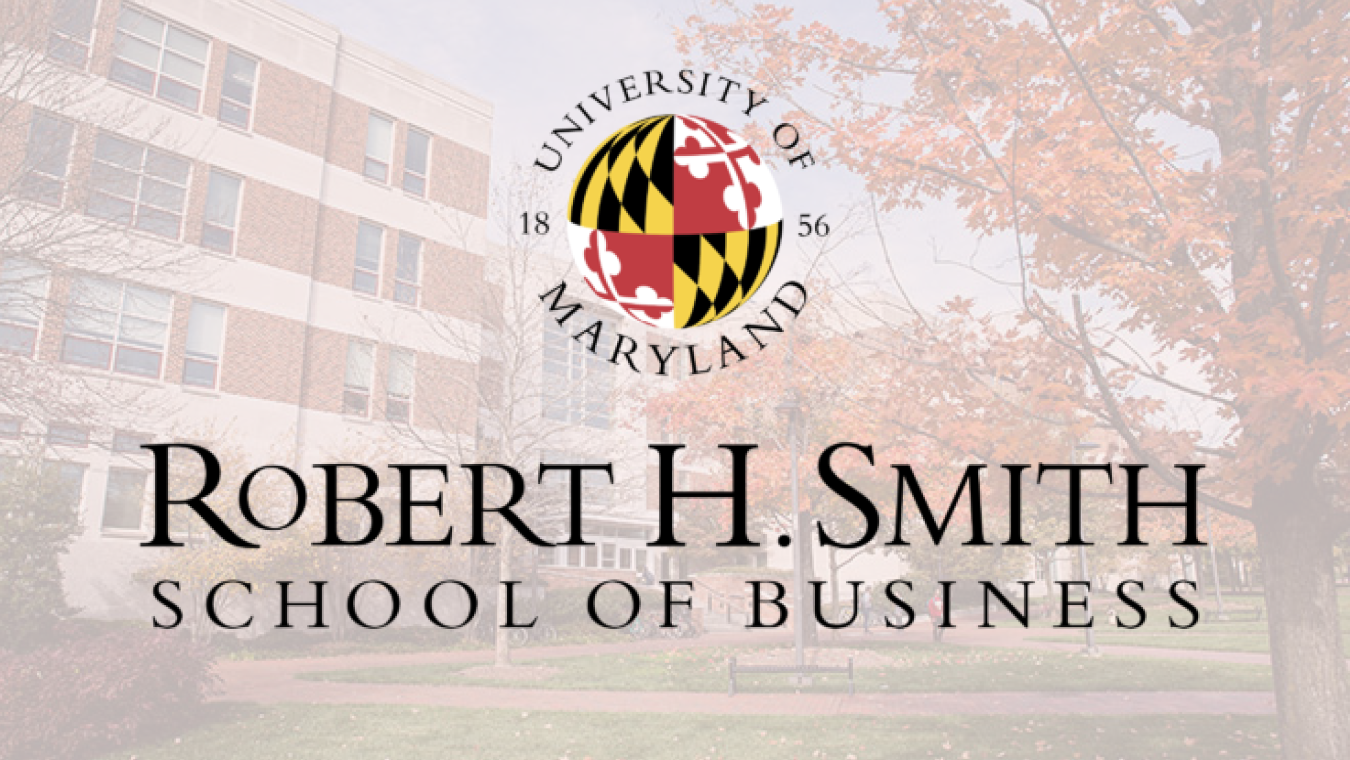 UNIVERSITY OF
18 56
MARYLAND
ROBERT H. SMITH
SCHOOL OF BUSINESS